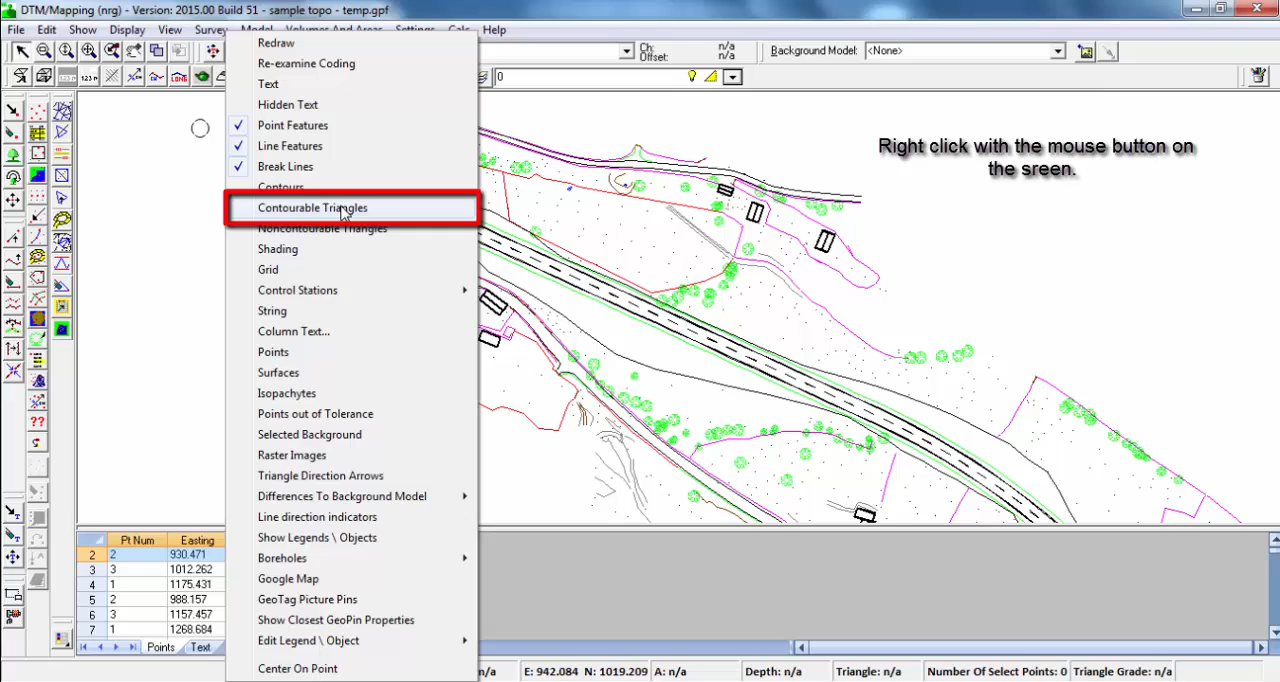 DTM/Mapping (nrg) - Version: 2015.00 Build 51 - sample topo - temp.gpf
File Edit Show Display View Survey Model Volumes And Areas Settings Calc Help
Ch: n/a
Offset: n/a
Background Model: <None>
0
Redraw
Re-examine Coding
Text
Hidden Text
Point Features
Line Features
Break Lines
Contours
Contourable Triangles
Noncontourable Triangles
Shading
Grid
Control Stations
String
Column Text...
Points
Surfaces
Isopachytes
Points out of Tolerance
Selected Background
Raster Images
Triangle Direction Arrows
Differences To Background Model
Line direction indicators
Show Legends \ Objects
Boreholes
Google Map
GeoTag Picture Pins
Show Closest GeoPin Properties
Edit Legend \ Object
Center On Point
Right click with the mouse button on
the sreen.
Pt Num Easting
2 2 930.471
3 3 1012.262
4 1 1175.431
5 2 988.157
6 3 1157.457
7 1 1268.684
Points Text
n/a E: 942.084 N: 1019.209 A: n/a Depth: n/a Triangle: n/a Number Of Select Points: 0 Triangle Grade: n/a